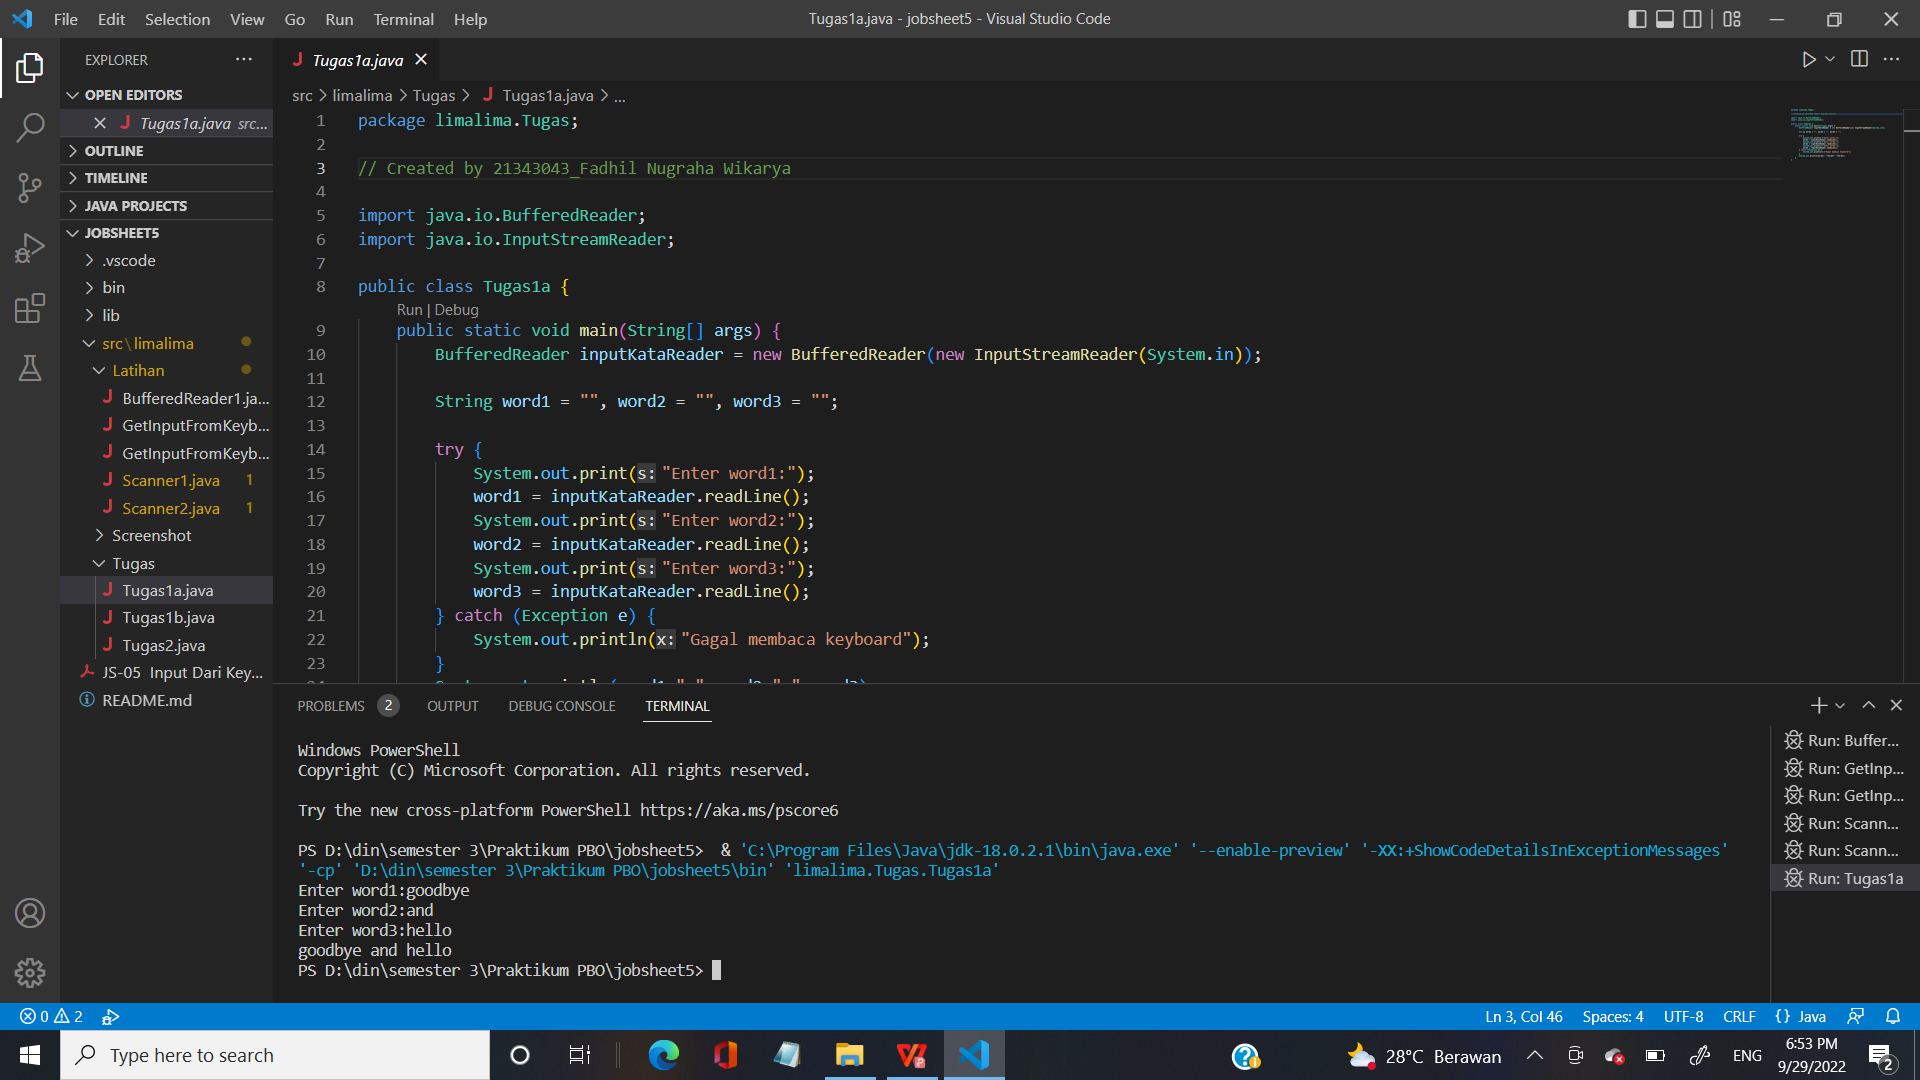 File Edit Selection View Go Run Terminal Help
Tugas1a.java - jobsheet5 - Visual Studio Code
EXPLORER
OPEN EDITORS
Tugas1a.java src...
OUTLINE
TIMELINE
JAVA PROJECTS
JOBSHEET5
.vscode
bin
lib
src\limalima
Latihan
BufferedReader1.ja...
GetInputFromKeyb...
GetInputFromKeyb...
Scanner1.java 1
Scanner2.java 1
Screenshot
Tugas
Tugas1a.java
Tugas1b.java
Tugas2.java
JS-05 Input Dari Key...
README.md
Tugas1a.java
src > limalima > Tugas > Tugas1a.java > ...
1 package limalima.Tugas;
2
3 // Created by 21343043_Fadhil Nugraha Wikarya
4
5 import java.io.BufferedReader;
6 import java.io.InputStreamReader;
7
8 public class Tugas1a {
Run | Debug
9 public static void main(String[] args) {
10 BufferedReader inputKataReader = new BufferedReader(new InputStreamReader(System.in));
11
12 String word1 = "", word2 = "", word3 = "";
13
14 try {
15 System.out.print(s:"Enter word1:");
16 word1 = inputKataReader.readLine();
17 System.out.print(s:"Enter word2:");
18 word2 = inputKataReader.readLine();
19 System.out.print(s:"Enter word3:");
20 word3 = inputKataReader.readLine();
21 } catch (Exception e) {
22 System.out.println(x:"Gagal membaca keyboard");
23 }
PROBLEMS 2 OUTPUT DEBUG CONSOLE TERMINAL
Windows PowerShell
Copyright (C) Microsoft Corporation. All rights reserved.
Try the new cross-platform PowerShell https://aka.ms/pscore6
PS D:\din\semester 3\Praktikum PBO\jobsheet5> & 'C:\Program Files\Java\jdk-18.0.2.1\bin\java.exe' '--enable-preview' '-XX:+ShowCodeDetailsInExceptionMessages'
'-cp' 'D:\din\semester 3\Praktikum PBO\jobsheet5\bin' 'limalima.Tugas.Tugas1a'
Enter word1:goodbye
Enter word2:and
Enter word3:hello
goodbye and hello
PS D:\din\semester 3\Praktikum PBO\jobsheet5>
Run: Buffer...
Run: GetInp...
Run: GetInp...
Run: Scann...
Run: Scann...
Run: Tugas1a
0 2
Ln 3, Col 46 Spaces: 4 UTF-8 CRLF {} Java
Type here to search
28°C Berawan
ENG
6:53 PM
9/29/2022
2